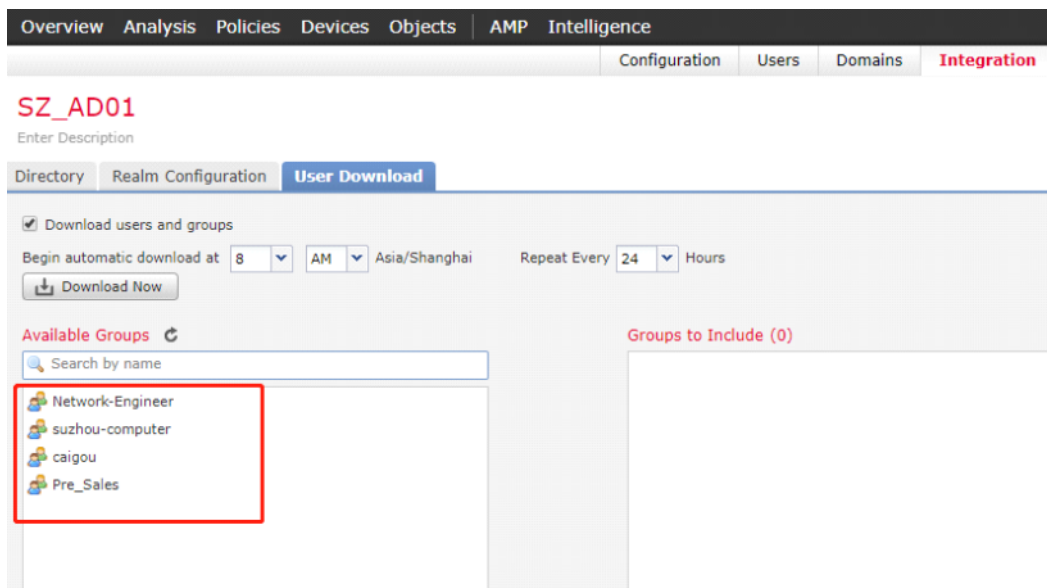 Overview Analysis Policies Devices Objects AMP Intelligence
Configuration Users Domains Integration
SZ_AD01
Enter Description
Directory Realm Configuration User Download
Download users and groups
Begin automatic download at 8 AM Asia/Shanghai Repeat Every 24 Hours
Download Now
Available Groups Groups to Include (0)
Search by name
Network-Engineer
suzhou-computer
caigou
Pre_Sales